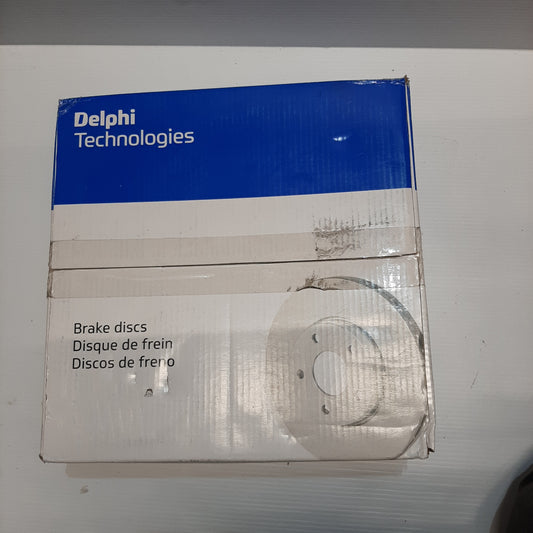 Delphi
Technologies
Brake discs
Disque de frein
Discos de freno